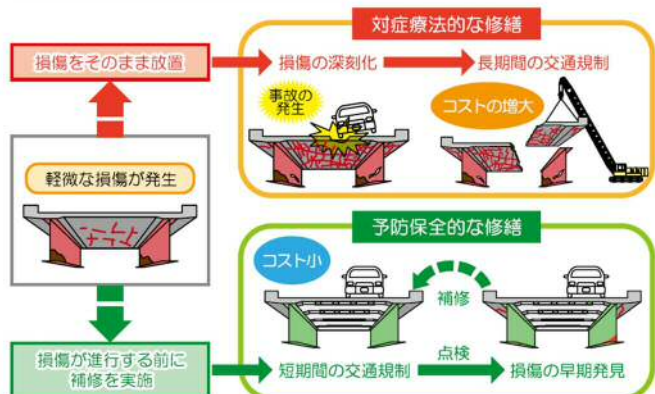 対症療法的な修繕
損傷をそのまま放置
損傷の深刻化
長期間の交通規制
事故の
発生
コストの増大
軽微な損傷が発生
予防保全的な修繕
コスト小
補修
損傷が進行する前に
補修を実施
短期間の交通規制
点検
損傷の早期発見